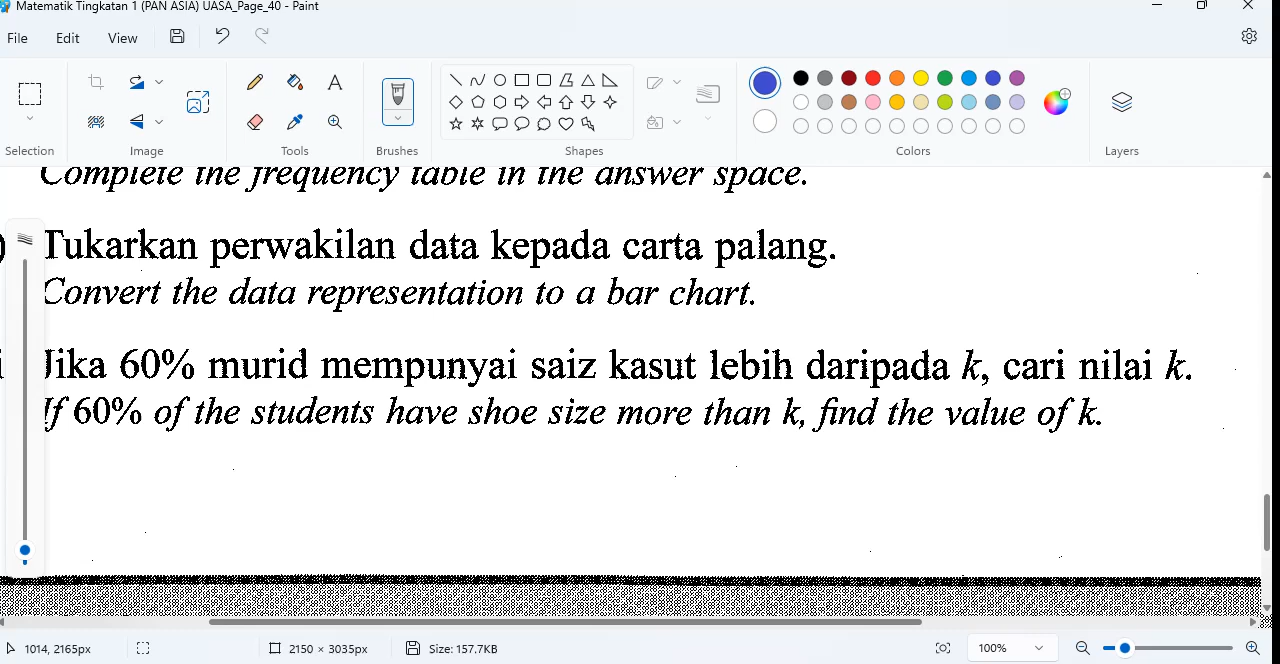 Matematik Tingkatan 1 (PAN ASIA) UASA_Page_40 - Paint
File Edit View
Selection Image Tools Brushes Shapes Colors Layers
Complete the frequency table in the answer space.
) Tukarkan perwakilan data kepada carta palang.
Convert the data representation to a bar chart.
i Jika 60% murid mempunyai saiz kasut lebih daripada k, cari nilai k.
If 60% of the students have shoe size more than k, find the value of k.
1014, 2165px 2150 × 3035px Size: 157.7KB 100%